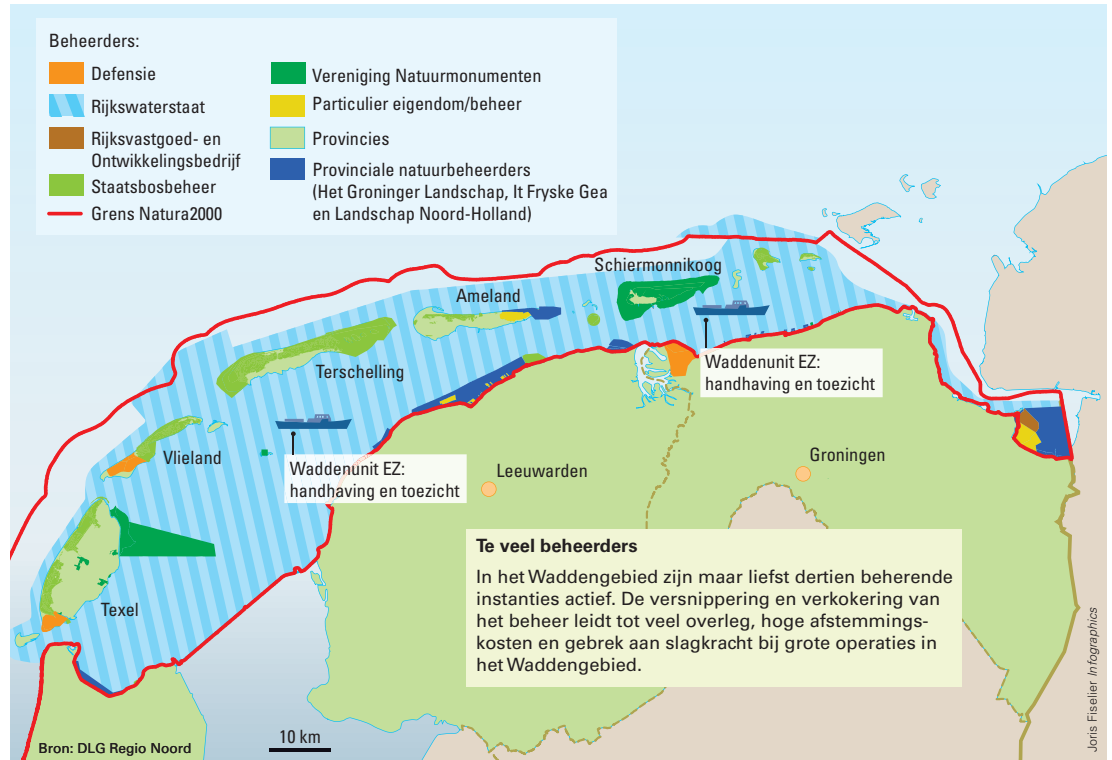 Beheerders:
Defensie
Rijkswaterstaat
Rijksvastgoed- en
Ontwikkelingsbedrijf
Staatsbosbeheer
Grens Natura2000
Vereniging Natuurmonumenten
Particulier eigendom/beheer
Provincies
Provinciale natuurbeheerders
(Het Groninger Landschap, It Fryske Gea
en Landschap Noord-Holland)
Schiermonnikoog
Ameland
Terschelling
Vlieland
Texel
Waddenunit EZ:
handhaving en toezicht
Waddenunit EZ:
handhaving en toezicht
Leeuwarden
Groningen
Te veel beheerders
In het Waddengebied zijn maar liefst dertien beherende
instanties actief. De versnippering en verkokering van
het beheer leidt tot veel overleg, hoge afstemmings-
kosten en gebrek aan slagkracht bij grote operaties in
het Waddengebied.
Bron: DLG Regio Noord
10 km
Joris Fiselier Infographics